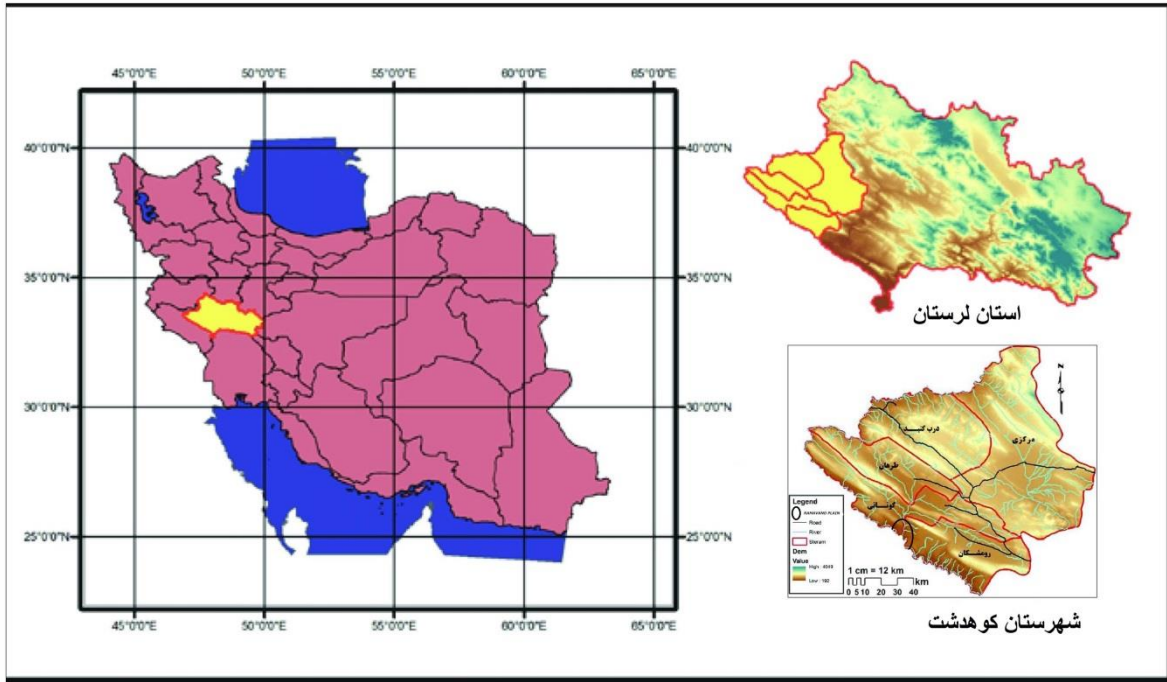 45°0'0"E 50°0'0"E 55°0'0"E 60°0'0"E 65°0'0"E
40°0'0"N 40°0'0"N
35°0'0"N 35°0'0"N
30°0'0"N 30°0'0"N
25°0'0"N 25°0'0"N
45°0'0"E 50°0'0"E 55°0'0"E 60°0'0"E 65°0'0"E
استان لرستان
N
درب گنبد
مرکزی
طرهان
کونانی
رومشکان
Legend
Road
River
Dem
Value
High :
Low :
1 cm = 12 km
km
0 5 10 20 30 40
شهرستان کوهدشت